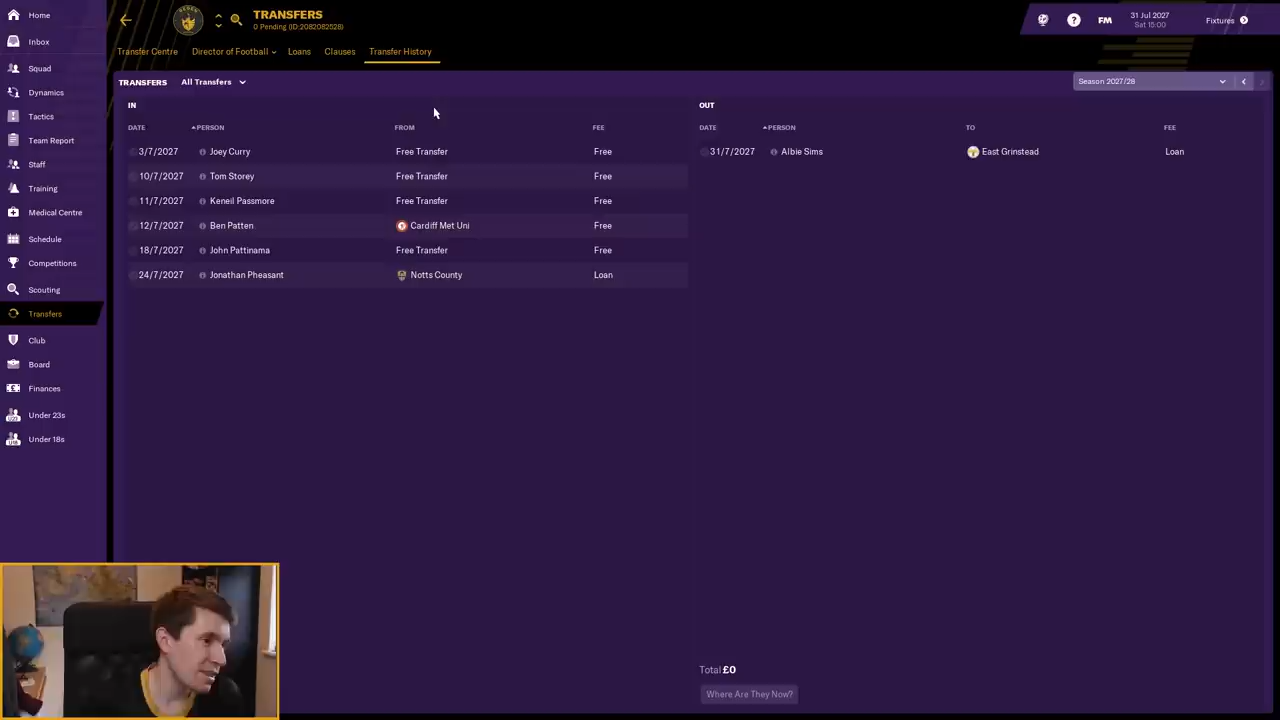 Home
Inbox
Squad
Dynamics
Tactics
Team Report
Staff
Training
Medical Centre
Schedule
Competitions
Scouting
Transfers
Club
Board
Finances
Under 23s
Under 18s
TRANSFERS
0 Pending (ID:2082082528)
FM
31 Jul 2027
Sat 15:00
Fixtures
Transfer Centre Director of Football Loans Clauses Transfer History
TRANSFERS All Transfers
Season 2027/28
IN
DATE PERSON FROM FEE
3/7/2027 Joey Curry Free Transfer Free
10/7/2027 Tom Storey Free Transfer Free
11/7/2027 Keneil Passmore Free Transfer Free
12/7/2027 Ben Patten Cardiff Met Uni Free
18/7/2027 John Pattinama Free Transfer Free
24/7/2027 Jonathan Pheasant Notts County Loan
OUT
DATE PERSON TO FEE
31/7/2027 Albie Sims East Grinstead Loan
Total £0
Where Are They Now?